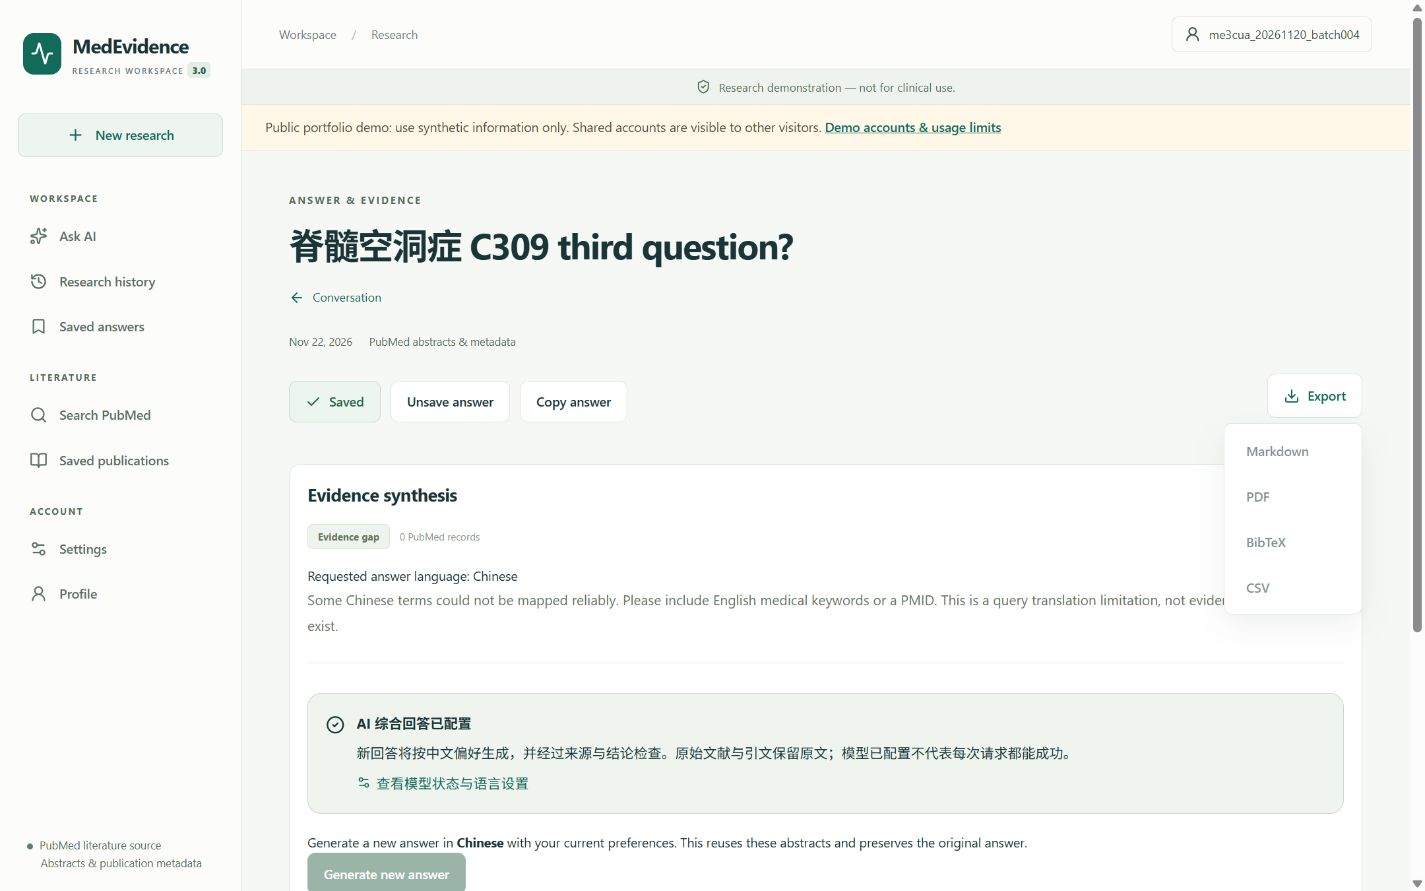 MedEvidence
RESEARCH WORKSPACE 3.0
New research
WORKSPACE
Ask AI
Research history
Saved answers
LITERATURE
Search PubMed
Saved publications
ACCOUNT
Settings
Profile
PubMed literature source
Abstracts & publication metadata
Workspace / Research
me3cua_20261120_batch004
Research demonstration — not for clinical use.
Public portfolio demo: use synthetic information only. Shared accounts are visible to other visitors. Demo accounts & usage limits
ANSWER & EVIDENCE
脊髓空洞症 C309 third question?
Conversation
Nov 22, 2026 PubMed abstracts & metadata
Saved
Unsave answer
Copy answer
Export
Markdown
PDF
BibTeX
CSV
Evidence synthesis
Evidence gap 0 PubMed records
Requested answer language: Chinese
Some Chinese terms could not be mapped reliably. Please include English medical keywords or a PMID. This is a query translation limitation, not
exist.
AI 综合回答已配置
新回答将按中文偏好生成，并经过来源与结论检查。原始文献与引文保留原文；模型已配置不代表每次请求都能成功。
查看模型状态与语言设置
Generate a new answer in Chinese with your current preferences. This reuses these abstracts and preserves the original answer.
Generate new answer